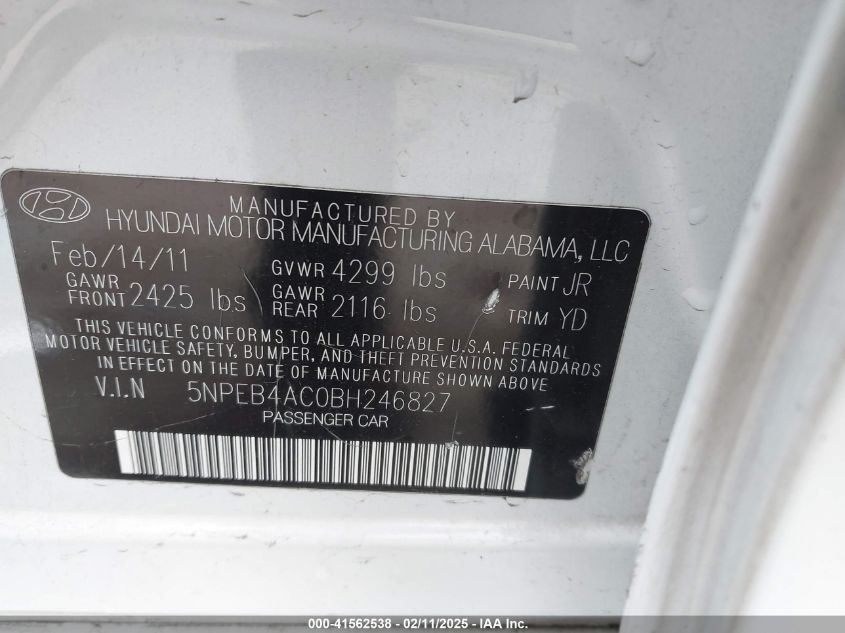 MANUFACTURED BY
HYUNDAI MOTOR MANUFACTURING ALABAMA, LLC
Feb/14/11 GVWR 4299 lbs PAINT JR
GAWR FRONT 2425 lbs GAWR REAR 2116 lbs TRIM YD
THIS VEHICLE CONFORMS TO ALL APPLICABLE U.S.A. FEDERAL
MOTOR VEHICLE SAFETY, BUMPER, AND THEFT PREVENTION STANDARDS
IN EFFECT ON THE DATE OF MANUFACTURE SHOWN ABOVE.
V.I.N 5NPEB4AC0BH246827
PASSENGER CAR
000-41562538 - 02/11/2025 - IAA Inc.